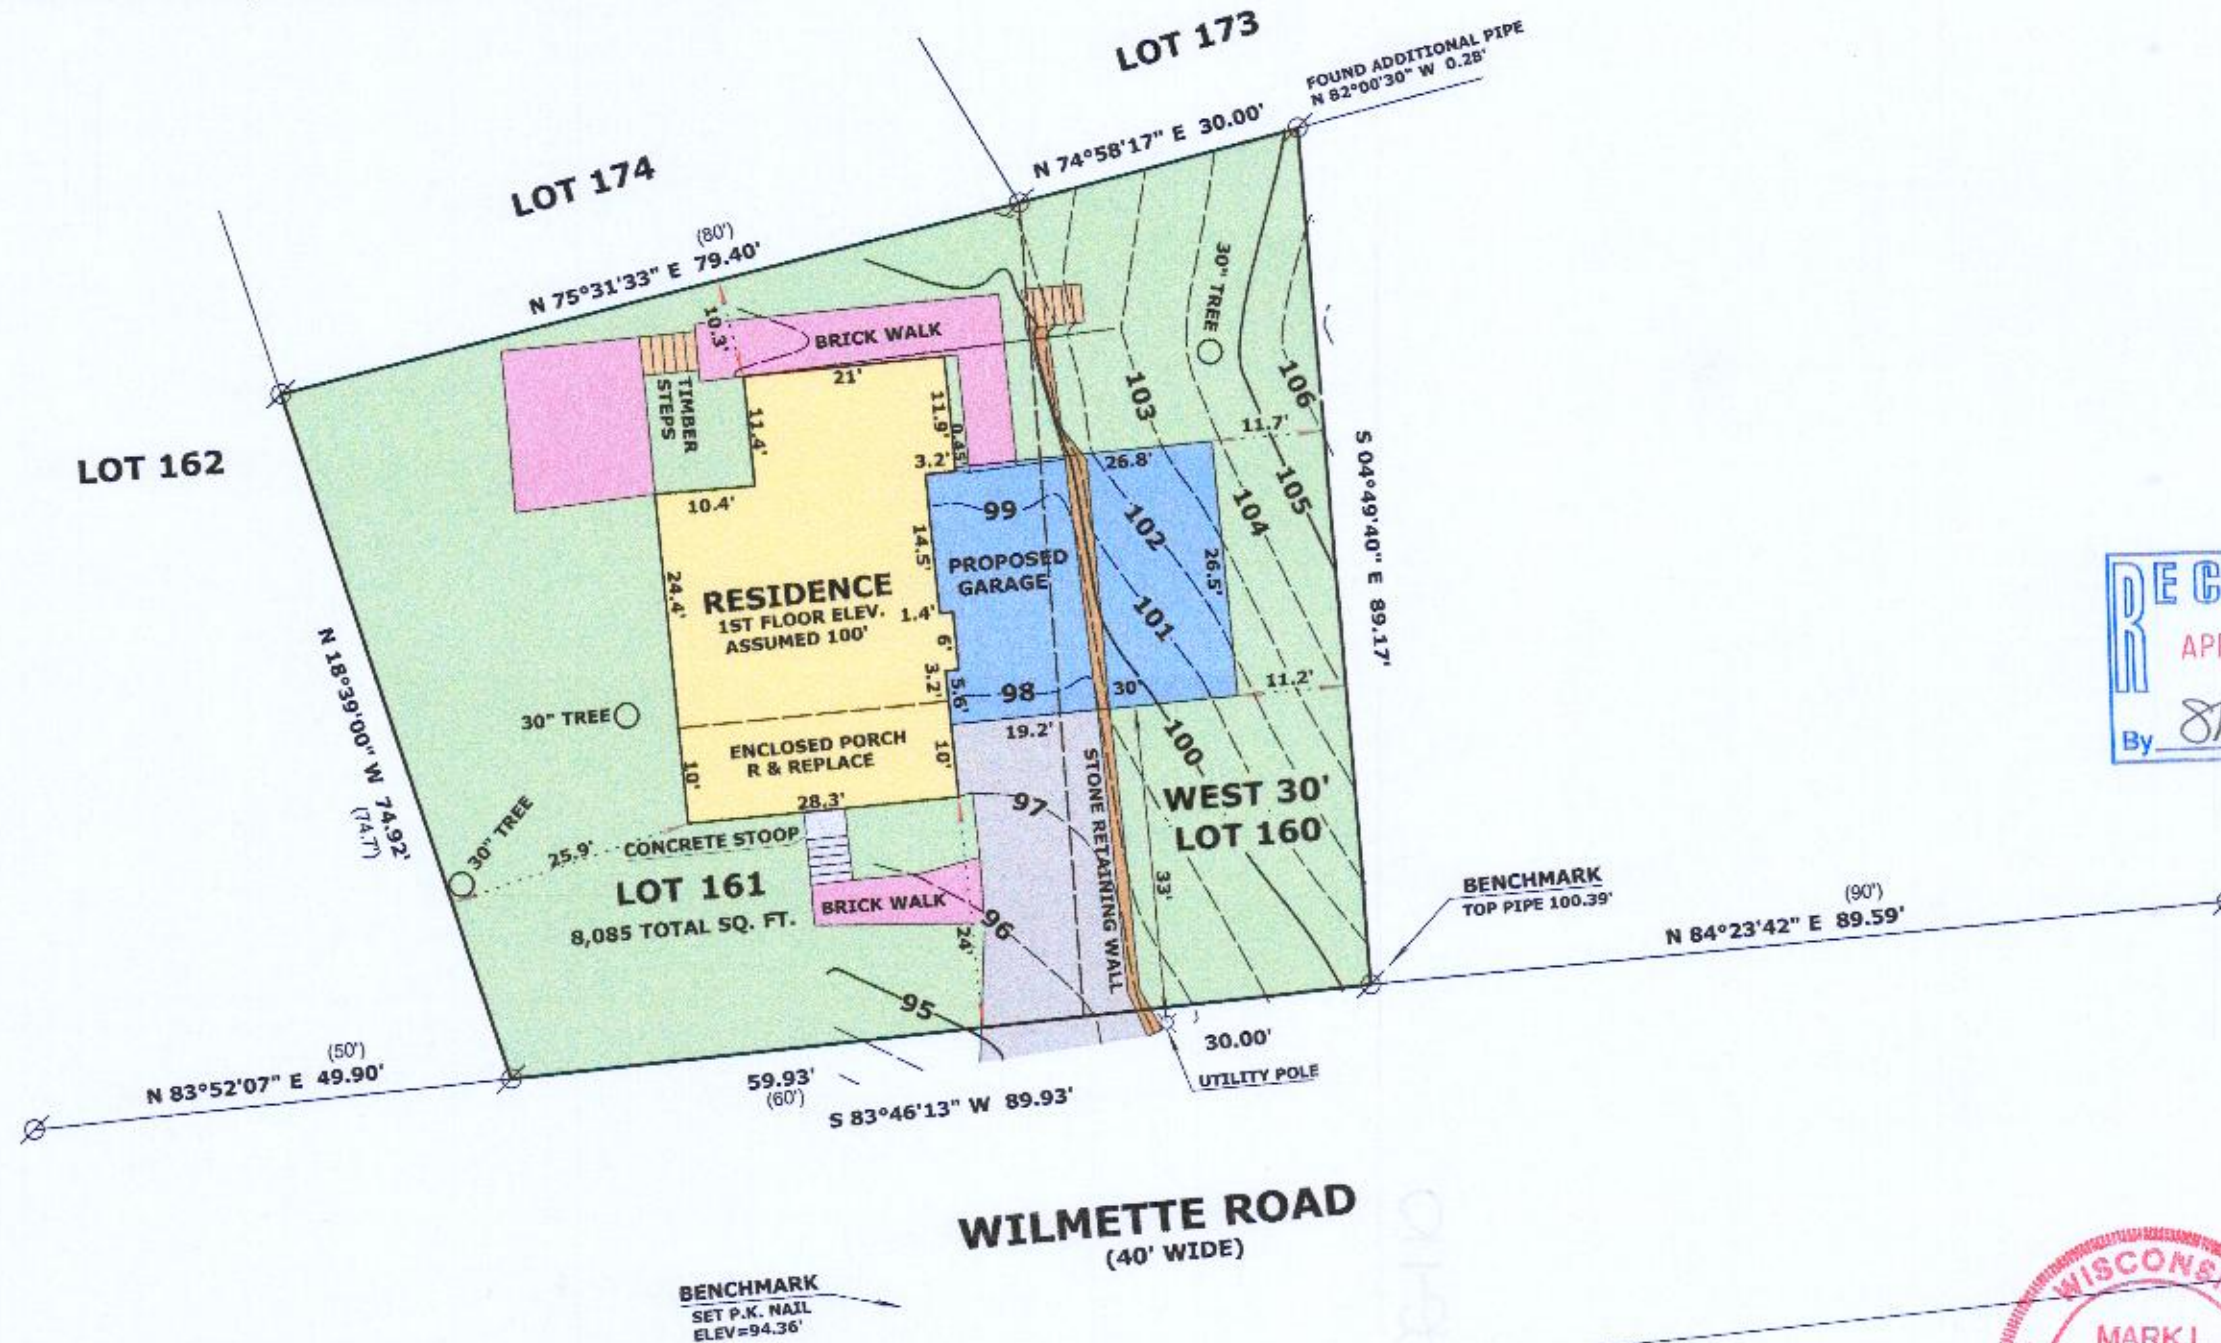 LOT 173
FOUND ADDITIONAL PIPE
N 82°00'30" W 0.28'
N 74°58'17" E 30.00'
LOT 174
(80')
N 75°31'33" E 79.40'
10.3'
BRICK WALK
30" TREE
21'
TIMBER
STEPS
11.4'
11.9'
0.45'
103
106
11.7'
LOT 162
3.2'
26.8'
10.4'
99
102
104
105
S 04°49'40" E 89.17'
14.5'
PROPOSED
GARAGE
26.5'
24.4'
RESIDENCE
1ST FLOOR ELEV.
ASSUMED 100'
1.4'
6'
101
3.2'
5.6'
98
30'
11.2'
N 18°39'00" W 74.92'
(74.7')
30" TREE
19.2'
ENCLOSED PORCH
R & REPLACE
10'
10'
28.3'
97
100
STONE RETAINING WALL
WEST 30'
LOT 160
30" TREE
25.9'
CONCRETE STOOP
LOT 161
8,085 TOTAL SQ. FT.
BRICK WALK
96
24'
33'
95
BENCHMARK
TOP PIPE 100.39'
(90')
N 84°23'42" E 89.59'
(50')
N 83°52'07" E 49.90'
59.93'
(60')
S 83°46'13" W 89.93'
30.00'
UTILITY POLE
WILMETTE ROAD
(40' WIDE)
BENCHMARK
SET P.K. NAIL
ELEV=94.36'
By
MARK